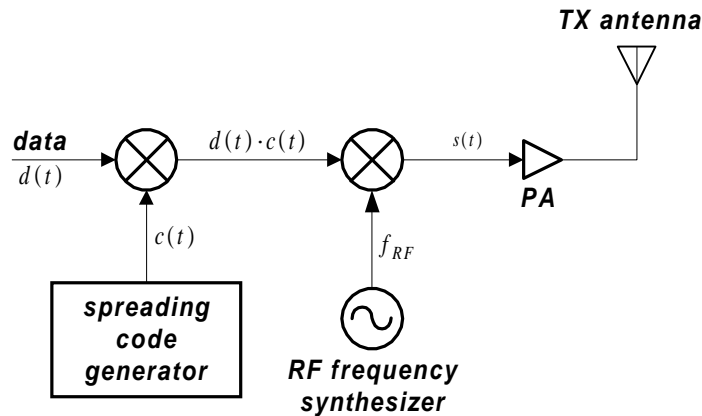 TX antenna
data
d(t)
d(t)·c(t)
s(t)
PA
c(t)
f_RF
spreading
code
generator
RF frequency
synthesizer